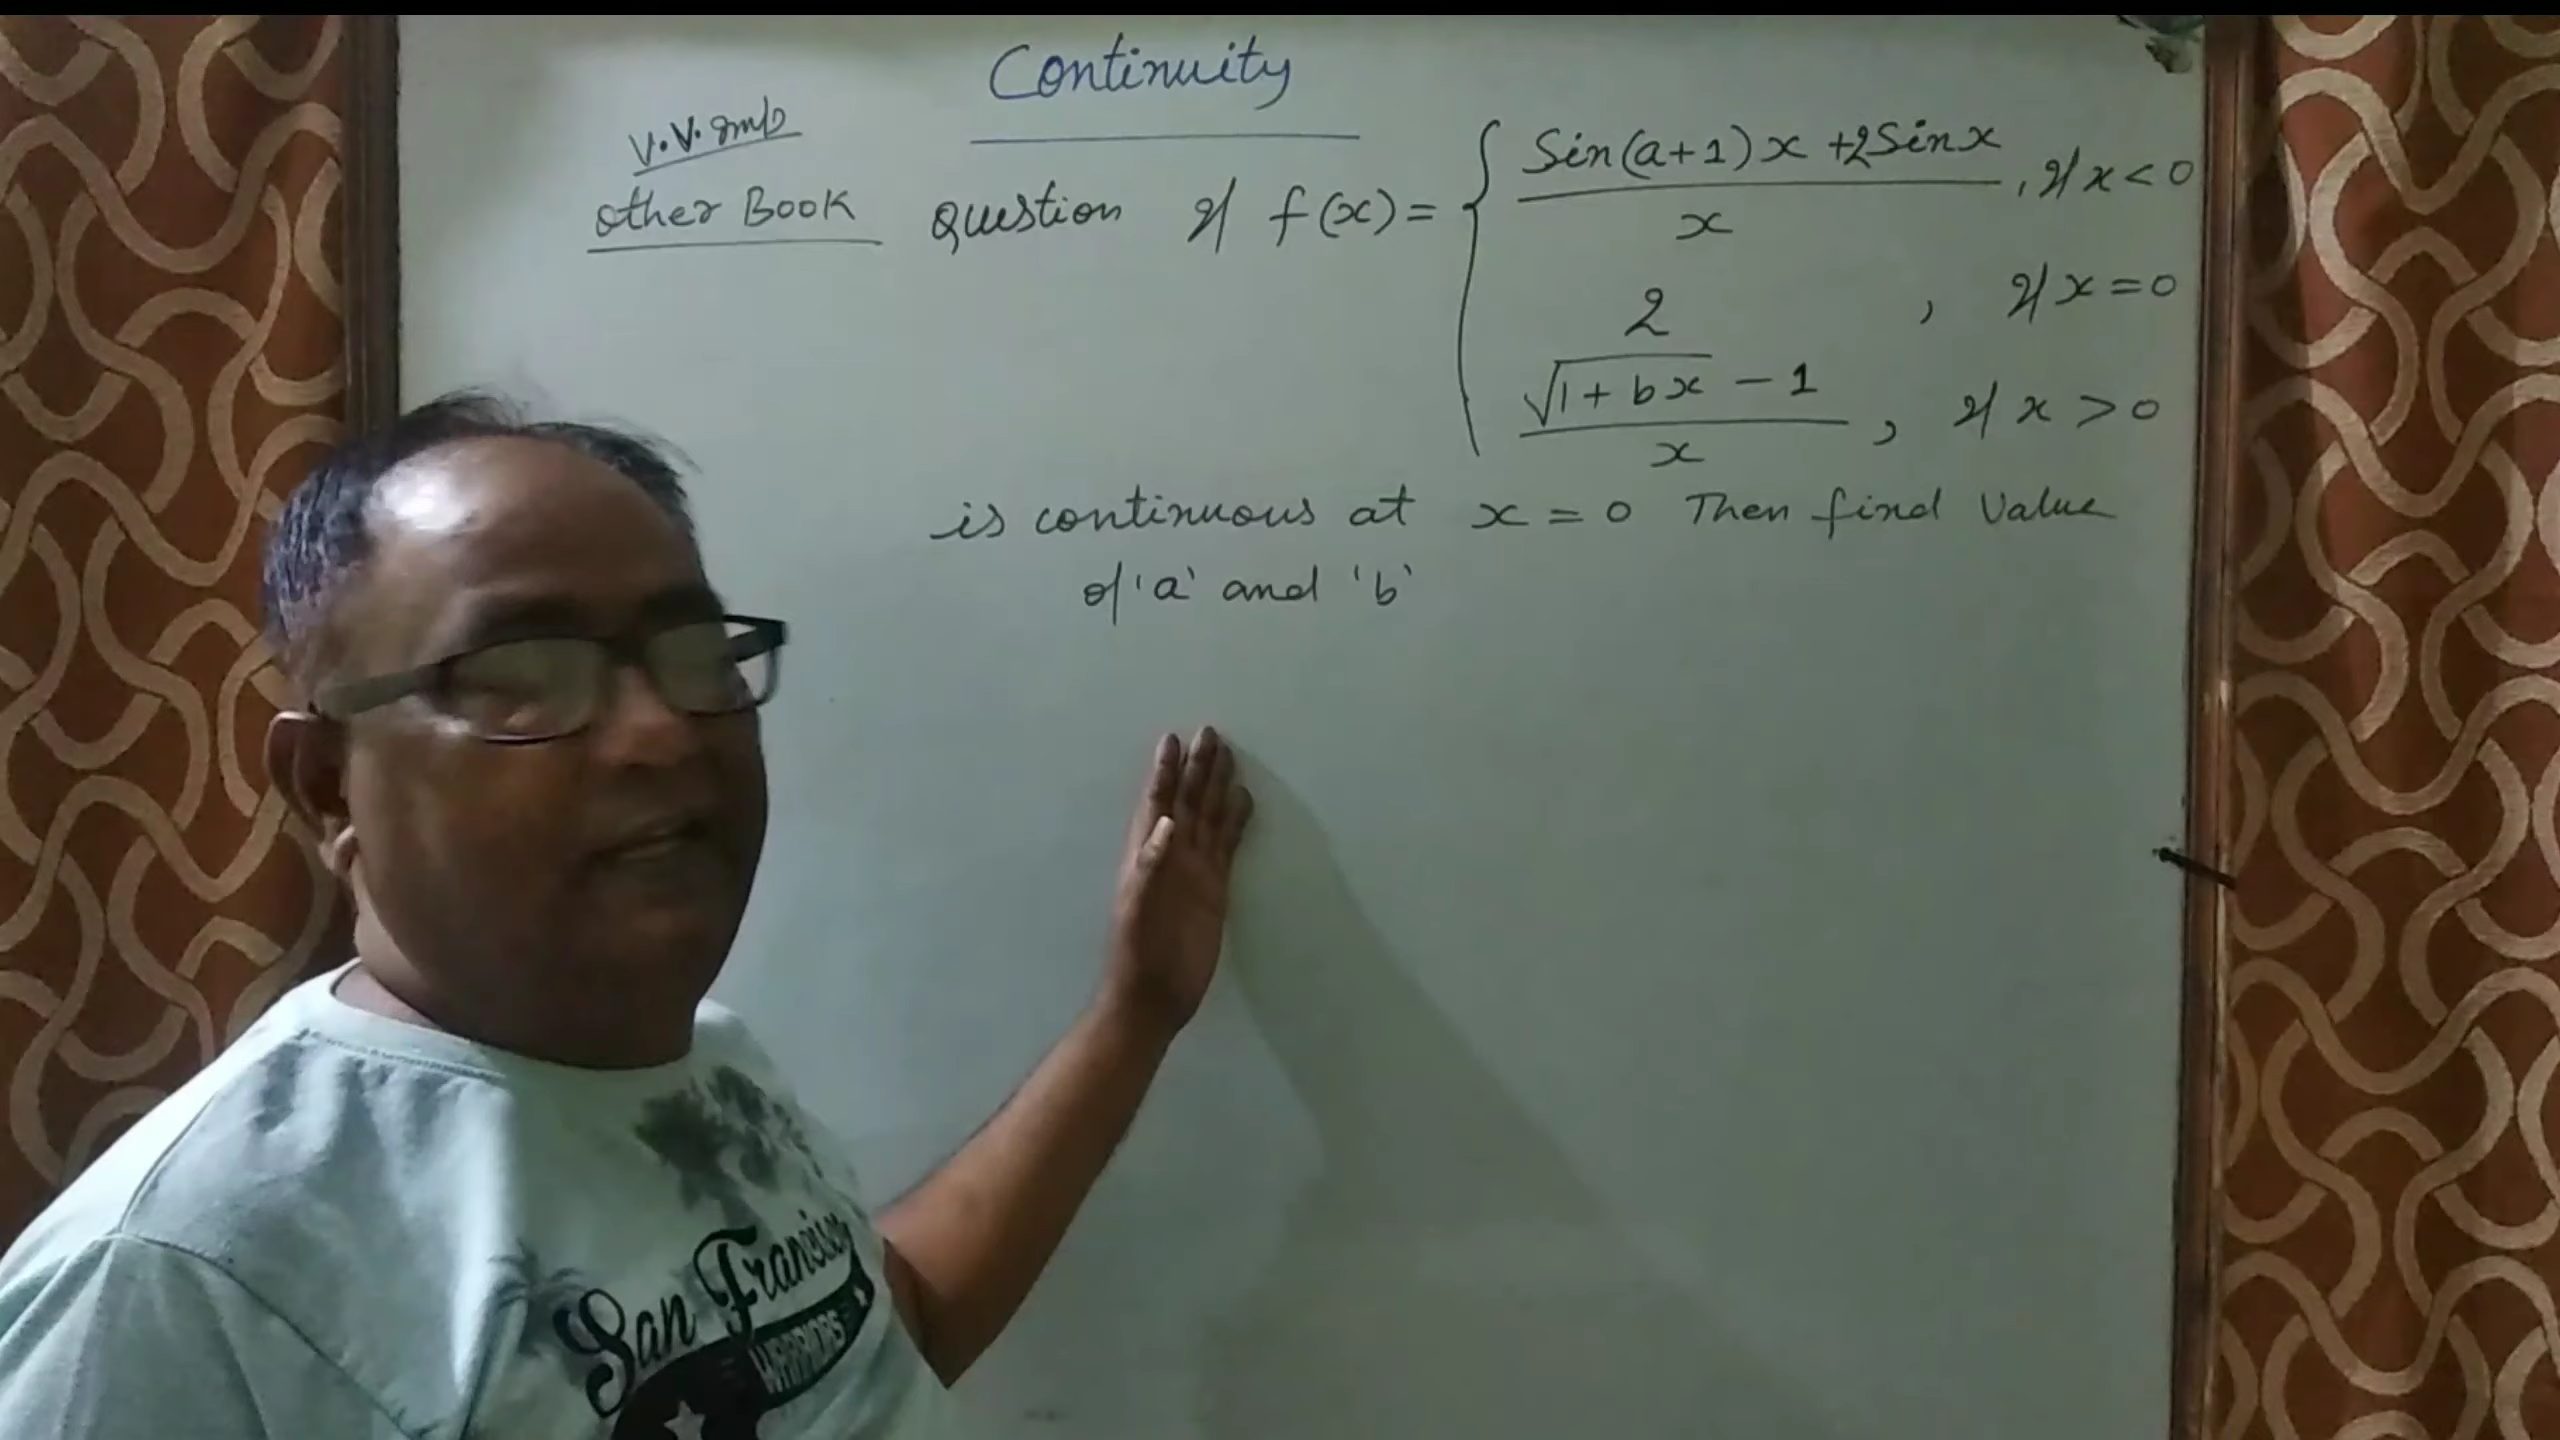 Continuity
V.V. Imp
other Book
question If f(x) = { Sin(a+1)x +2Sinx / x , If x < 0
2 , If x = 0
√1 + bx - 1 / x , If x > 0
is continuous at x = 0 Then find Value
of 'a' and 'b'
San Francisco
WARRIORS